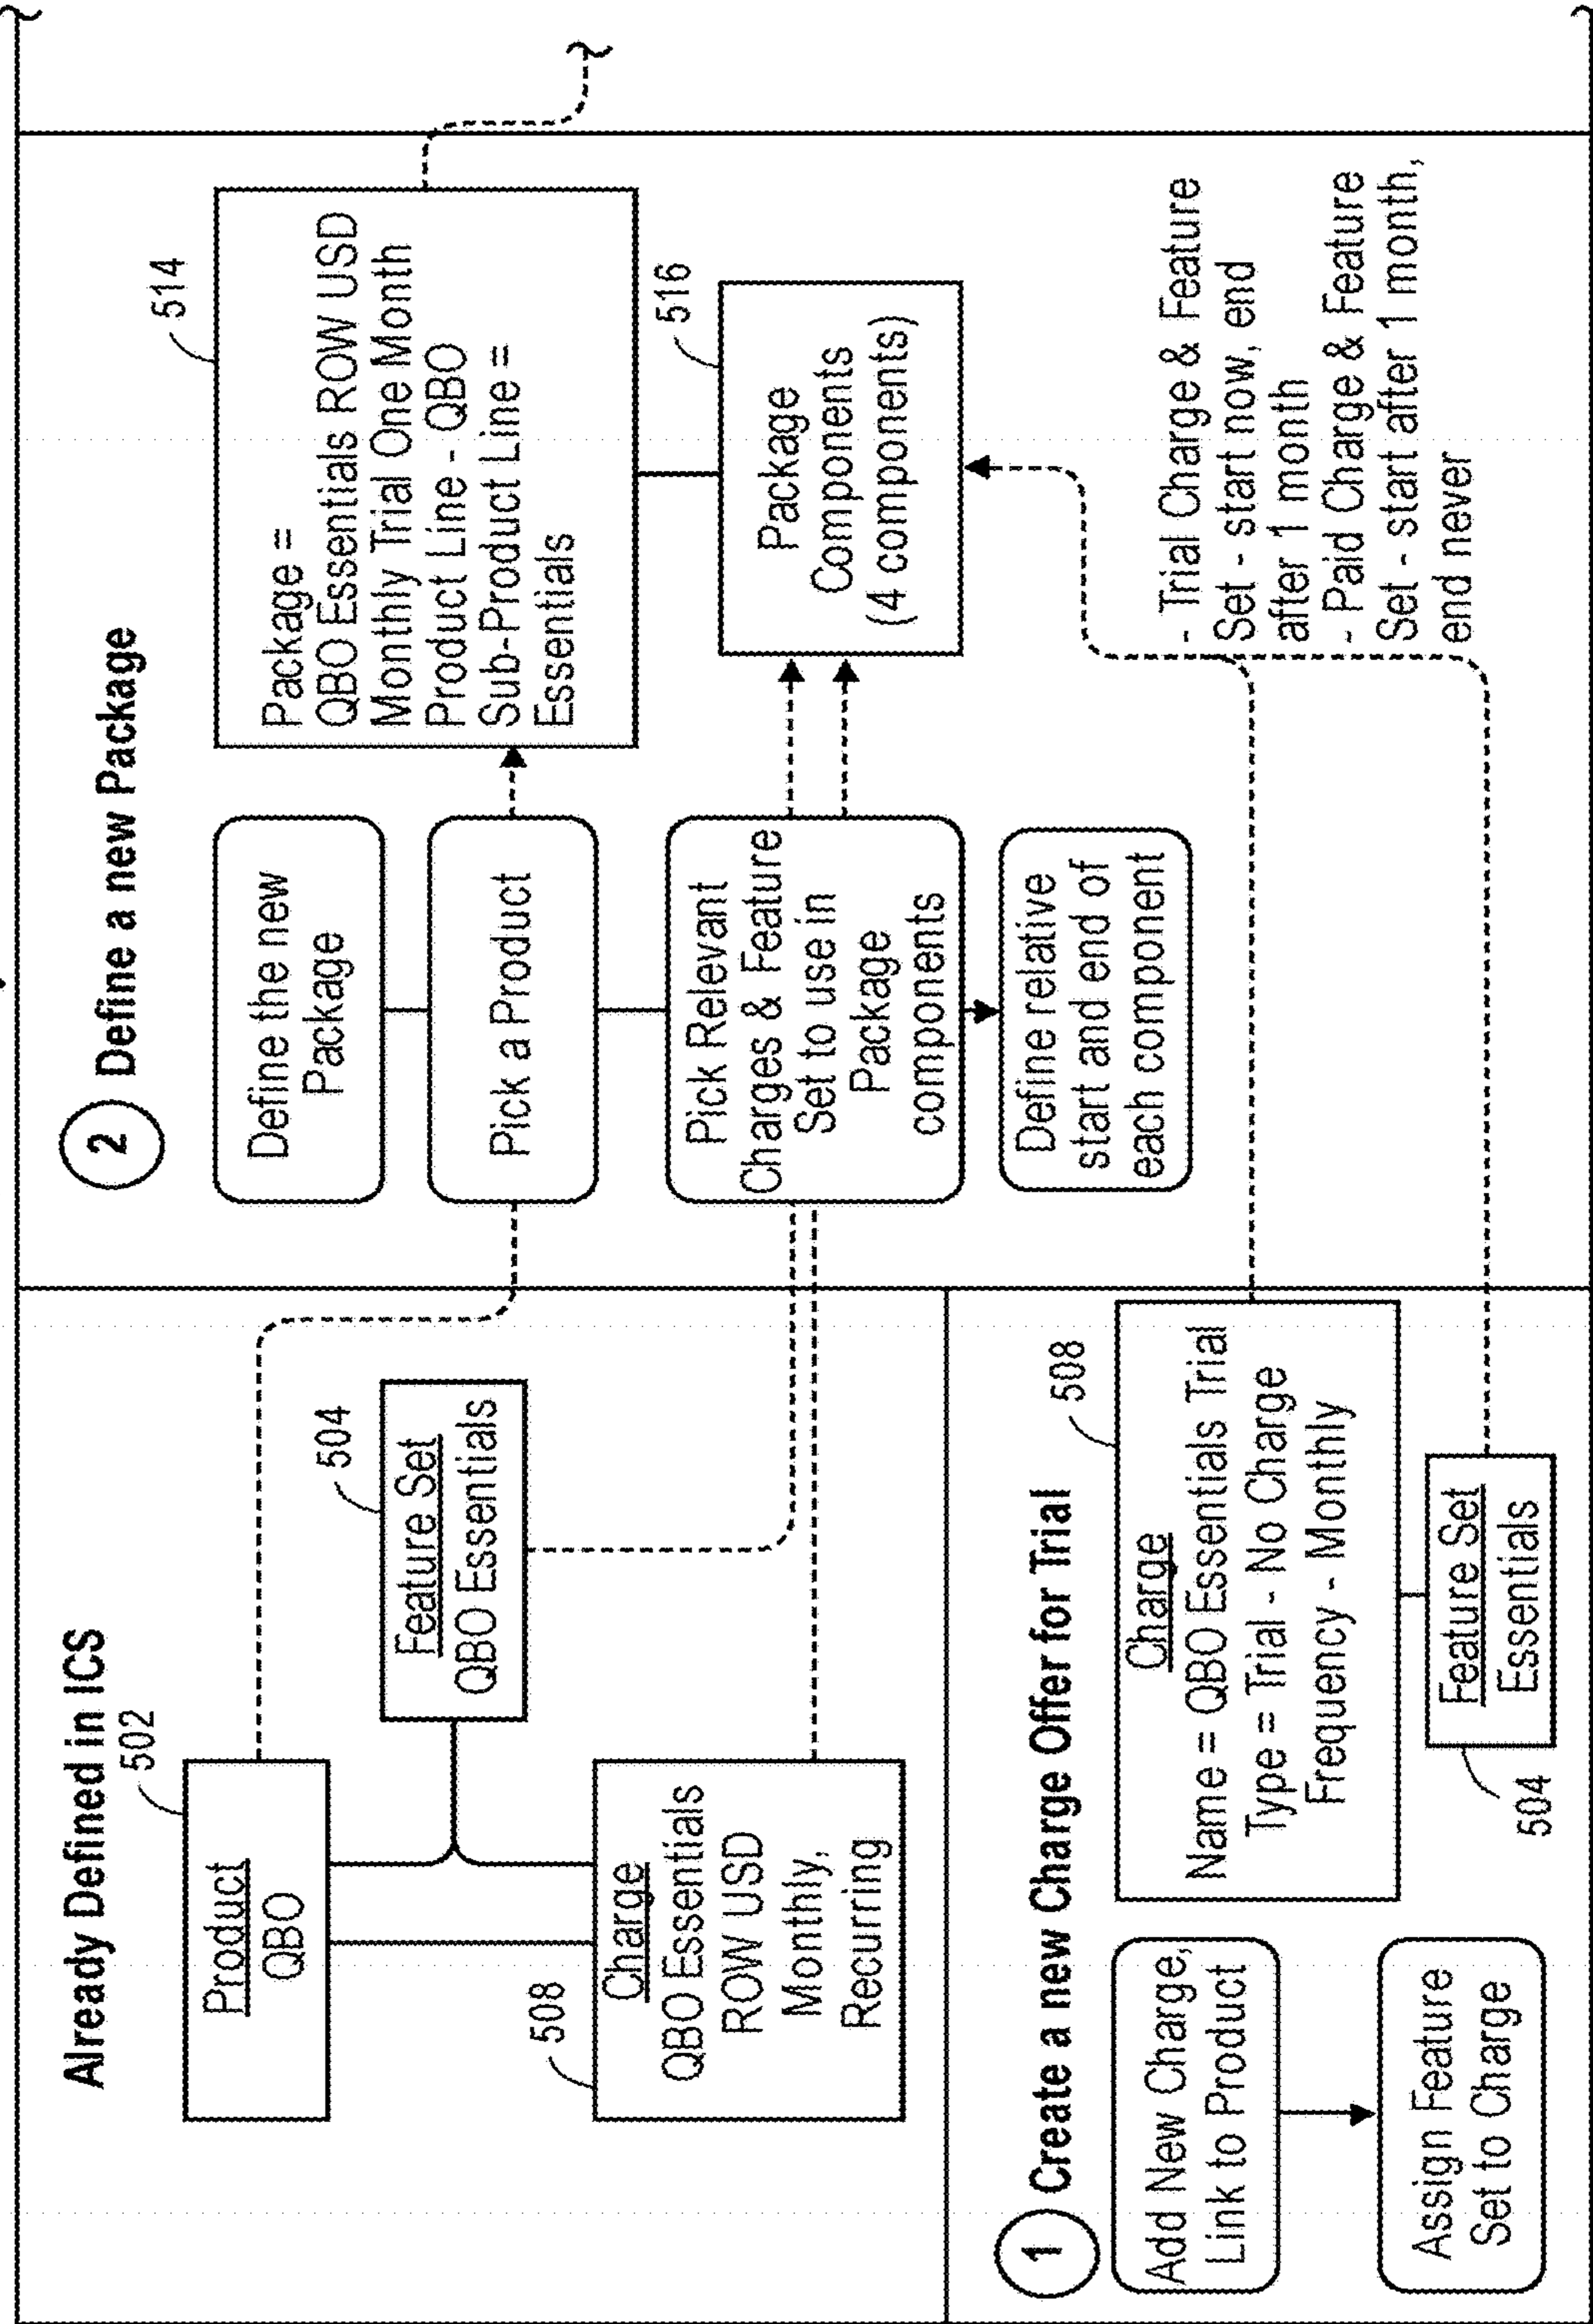 Already Defined in ICS
502
Product
QBO
504
Feature Set
QBO Essentials
508
Charge
QBO Essentials
ROW USD
Monthly,
Recurring
1 Create a new Charge Offer for Trial
Add New Charge,
Link to Product
Assign Feature
Set to Charge
508
Charge
Name = QBO Essentials Trial
Type = Trial - No Charge
Frequency - Monthly
504
Feature Set
Essentials
2 Define a new Package
Define the new
Package
Pick a Product
Pick Relevant
Charges & Feature
Set to use in
Package
components
Define relative
start and end of
each component
514
Package =
QBO Essentials ROW USD
Monthly Trial One Month
Product Line - QBO
Sub-Product Line =
Essentials
516
Package
Components
(4 components)
- Trial Charge & Feature
Set - start now, end
after 1 month
- Paid Charge & Feature
Set - start after 1 month,
end never